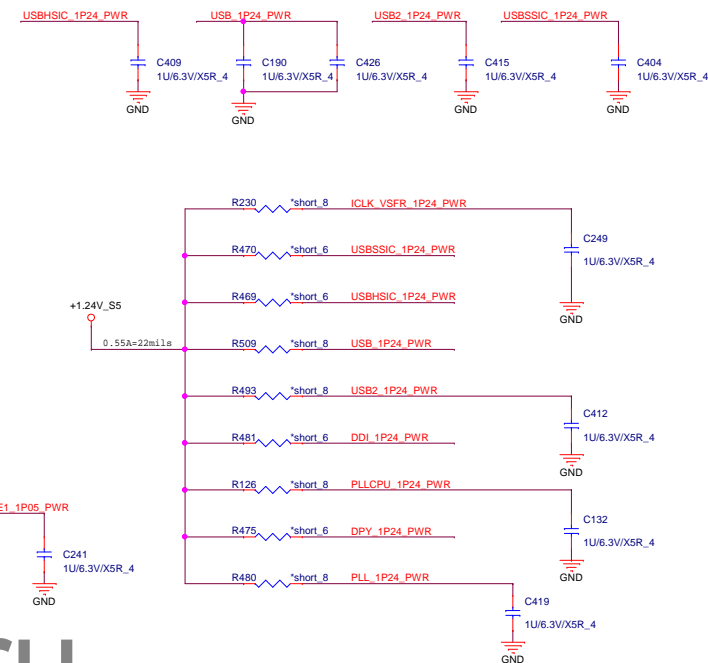 USBHSIC_1P24_PWR USB_1P24_PWR USB2_1P24_PWR USBSSIC_1P24_PWR
C409 C190 C426 C415 C404
1U/6.3V/X5R_4 1U/6.3V/X5R_4 1U/6.3V/X5R_4 1U/6.3V/X5R_4 1U/6.3V/X5R_4
GND GND GND GND
R230 *short_8 ICLK_VSFR_1P24_PWR
C249
1U/6.3V/X5R_4
R470 *short_6 USBSSIC_1P24_PWR
R469 *short_6 USBHSIC_1P24_PWR
+1.24V_S5
GND
0.55A=22mils
R509 *short_8 USB_1P24_PWR
R493 *short_8 USB2_1P24_PWR
C412
1U/6.3V/X5R_4
R481 *short_6 DDI_1P24_PWR
GND
R126 *short_8 PLLCPU_1P24_PWR
E1_1P05_PWR
C132
1U/6.3V/X5R_4
R475 *short_6 DPY_1P24_PWR
C241
1U/6.3V/X5R_4
GND
R480 *short_8 PLL_1P24_PWR
GND
C419
1U/6.3V/X5R_4
GND